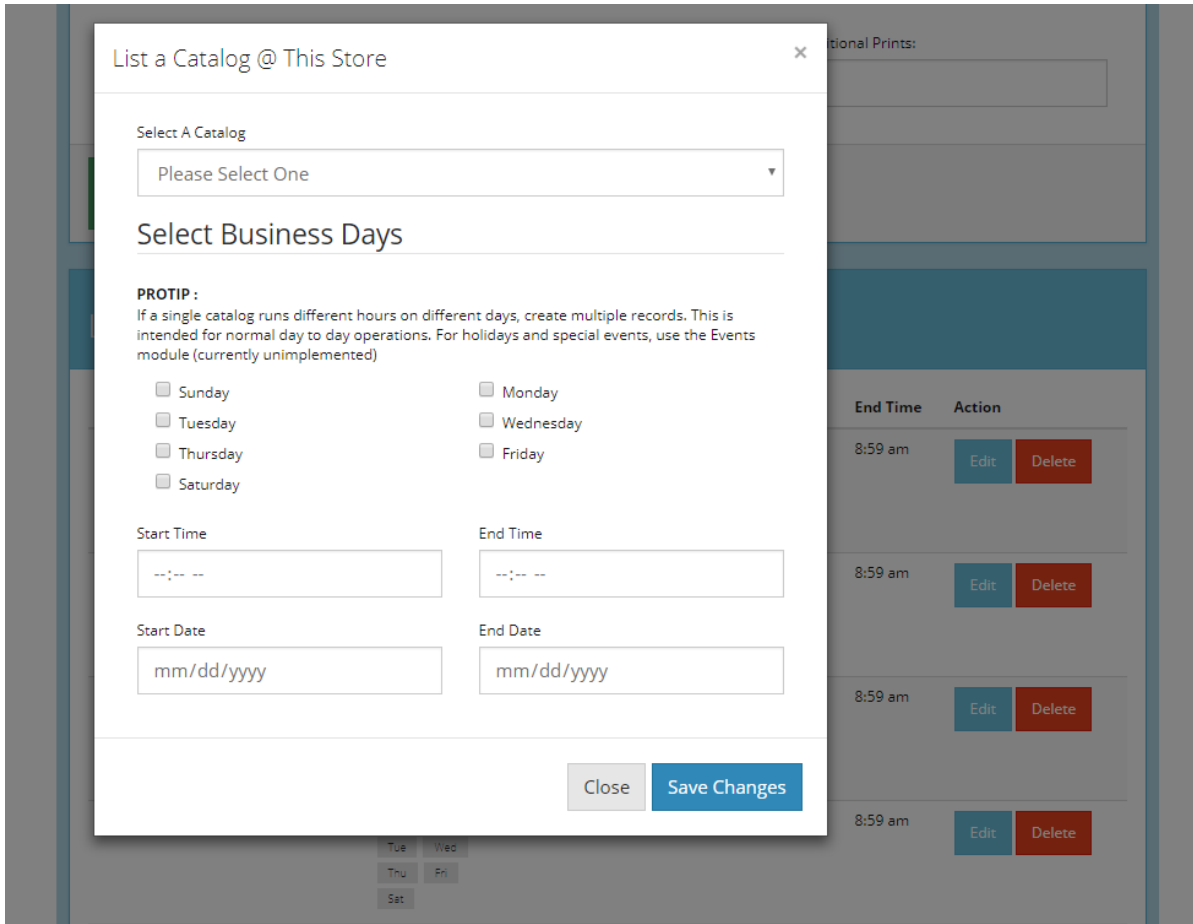 List a Catalog @ This Store
×
itional Prints:
Select A Catalog
Please Select One
Select Business Days
PROTIP :
If a single catalog runs different hours on different days, create multiple records. This is
intended for normal day to day operations. For holidays and special events, use the Events
module (currently unimplemented)
Sunday
Monday
Tuesday
Wednesday
Thursday
Friday
Saturday
Start Time
End Time
--:-- --
--:-- --
Start Date
End Date
mm/dd/yyyy
mm/dd/yyyy
Close
Save Changes
End Time Action
8:59 am Edit Delete
8:59 am Edit Delete
8:59 am Edit Delete
8:59 am Edit Delete
Tue Wed
Thu Fri
Sat